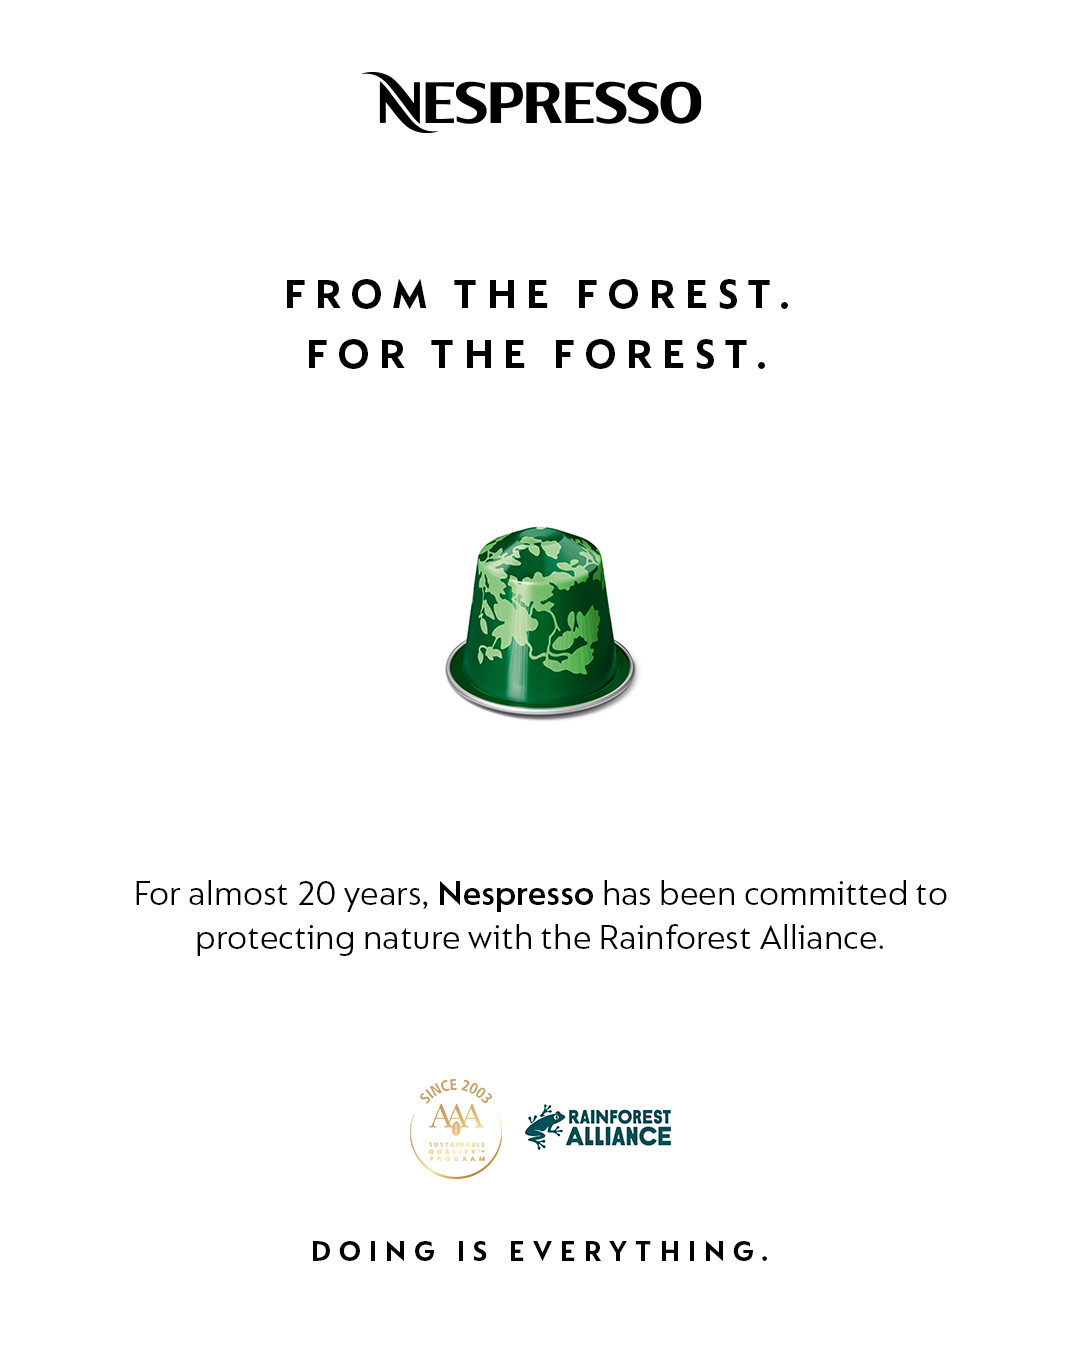 NESPRESSO
FROM THE FOREST.
FOR THE FOREST.
For almost 20 years, Nespresso has been committed to
protecting nature with the Rainforest Alliance.
SINCE 2003
AAA
SUSTAINABLE
QUALITY™
PROGRAM
RAINFOREST
ALLIANCE
DOING IS EVERYTHING.